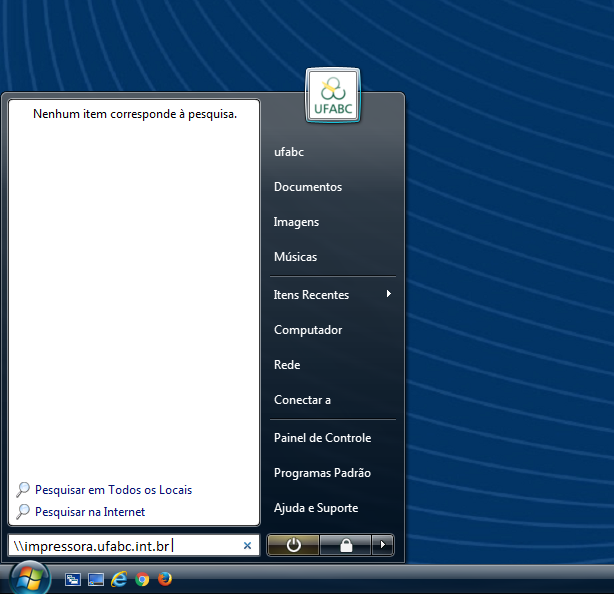 UFABC
Nenhum item corresponde à pesquisa.
Pesquisar em Todos os Locais
Pesquisar na Internet
\\impressora.ufabc.int.br
ufabc
Documentos
Imagens
Músicas
Itens Recentes
Computador
Rede
Conectar a
Painel de Controle
Programas Padrão
Ajuda e Suporte